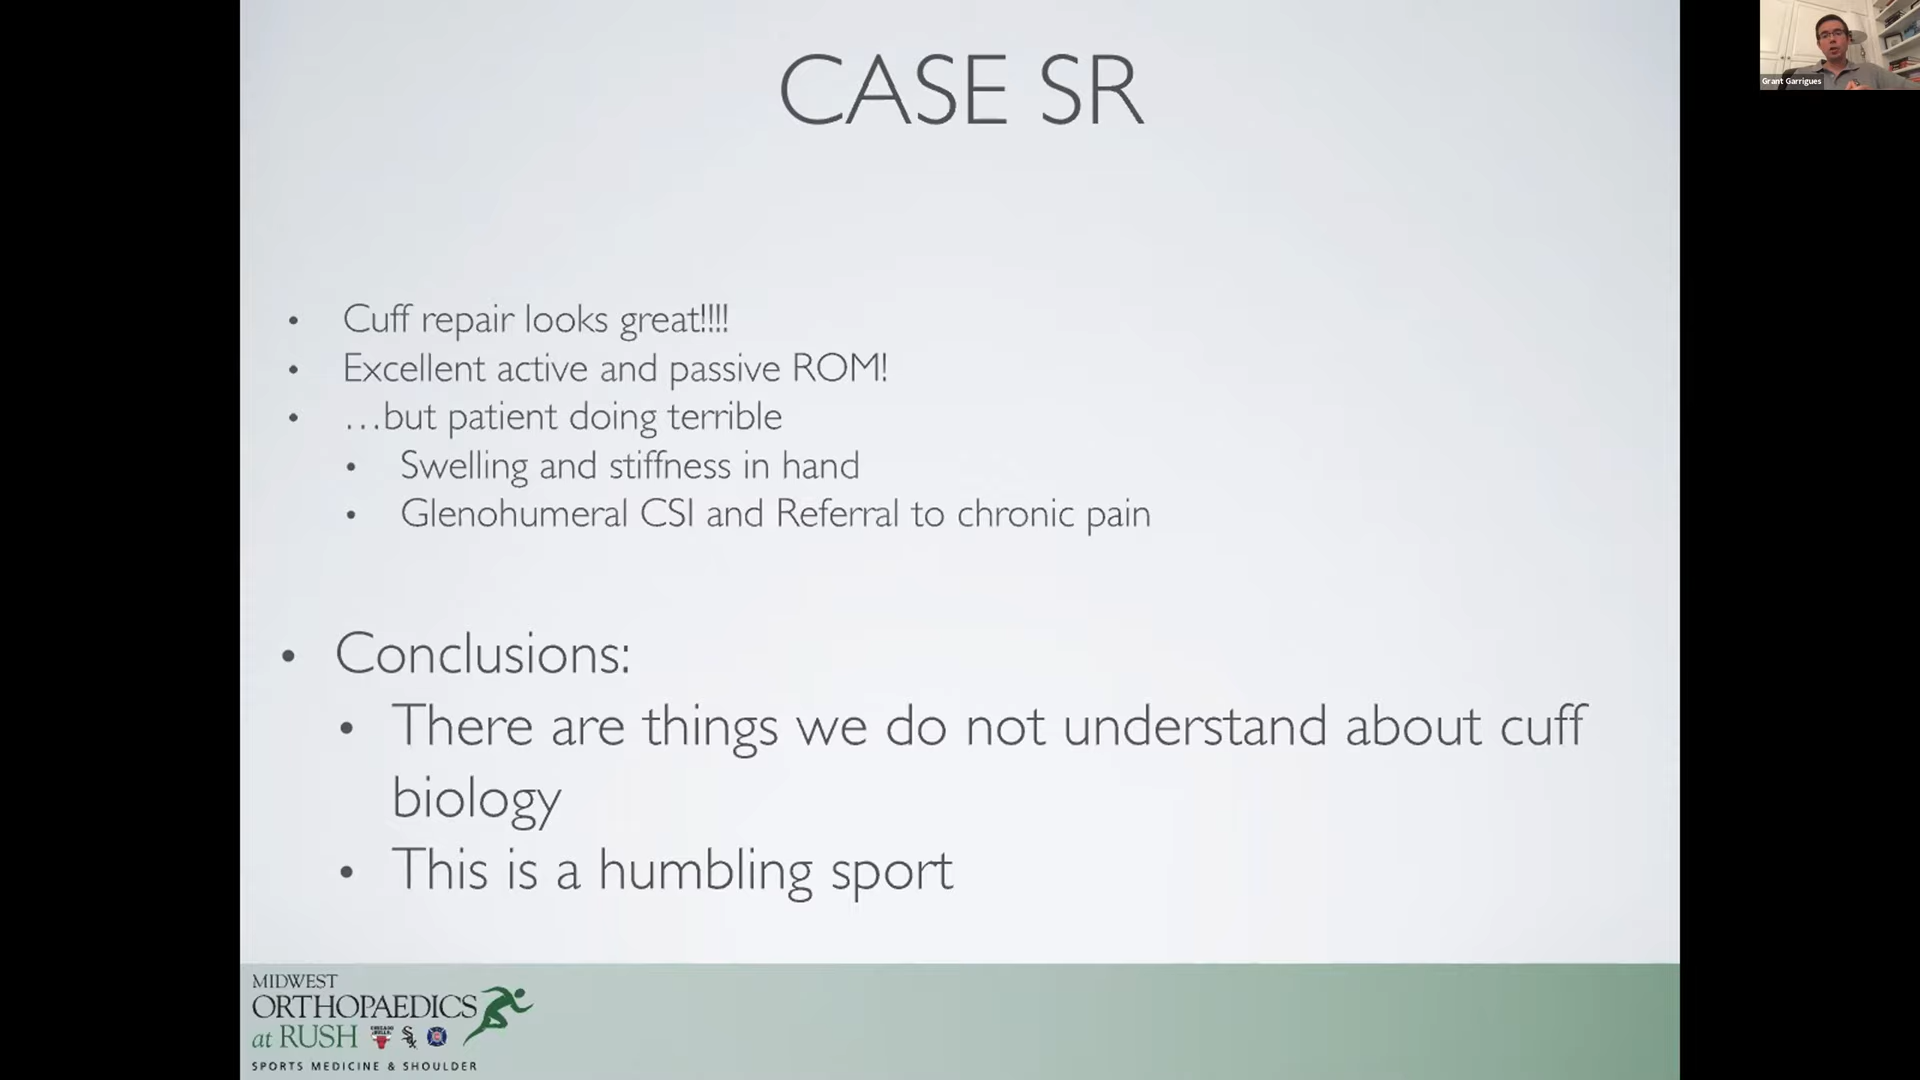 CASE SR
Grant Garrigues
• Cuff repair looks great!!!!
• Excellent active and passive ROM!
• …but patient doing terrible
• Swelling and stiffness in hand
• Glenohumeral CSI and Referral to chronic pain
• Conclusions:
• There are things we do not understand about cuff
biology
• This is a humbling sport
MIDWEST
ORTHOPAEDICS
at RUSH
SPORTS MEDICINE & SHOULDER